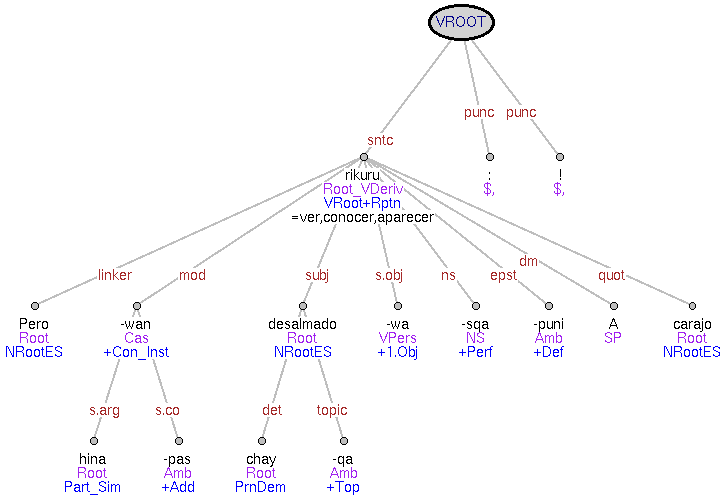 VROOT
punc punc
sntc
rikuru : !
Root_VDeriv $, $,
VRoot+Rptn
=ver,conocer,aparecer
linker mod subj s.obj ns epst dm quot
Pero -wan desalmado -wa -sqa -puni A carajo
Root Cas Root VPers NS Amb SP Root
NRootES +Con_Inst NRootES +1.Obj +Perf +Def NRootES
s.arg s.co det topic
hina -pas chay -qa
Root Amb Root Amb
Part_Sim +Add PrnDem +Top